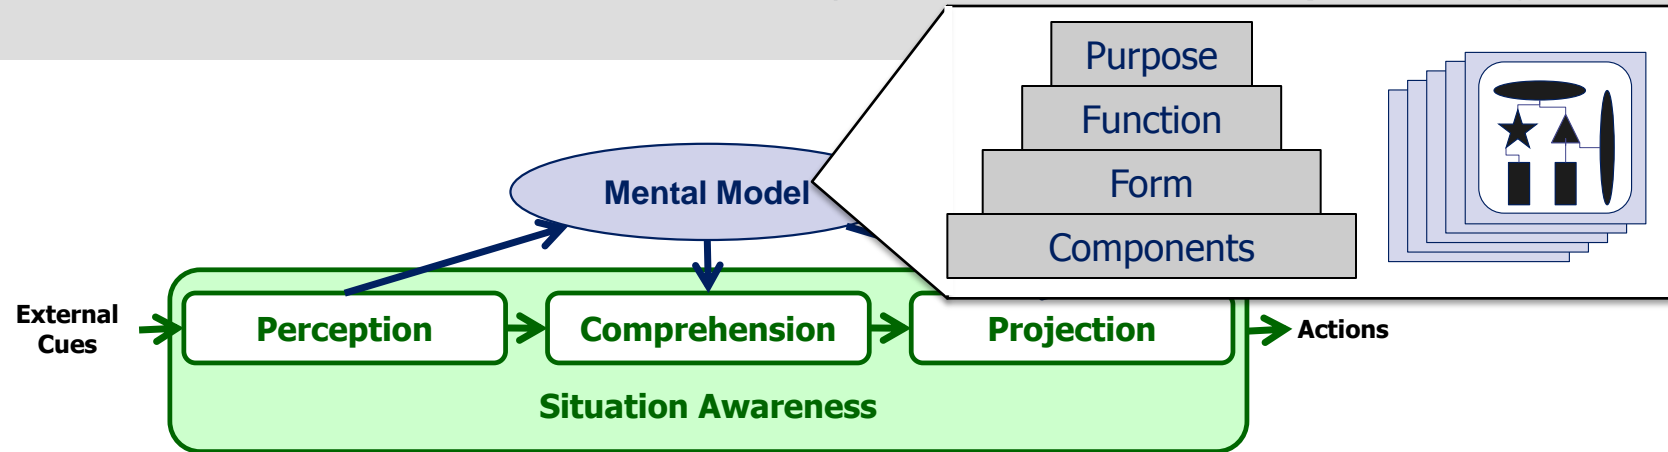 Purpose
Function
Form
Components
Mental Model
External
Cues
Perception
Comprehension
Projection
Actions
Situation Awareness